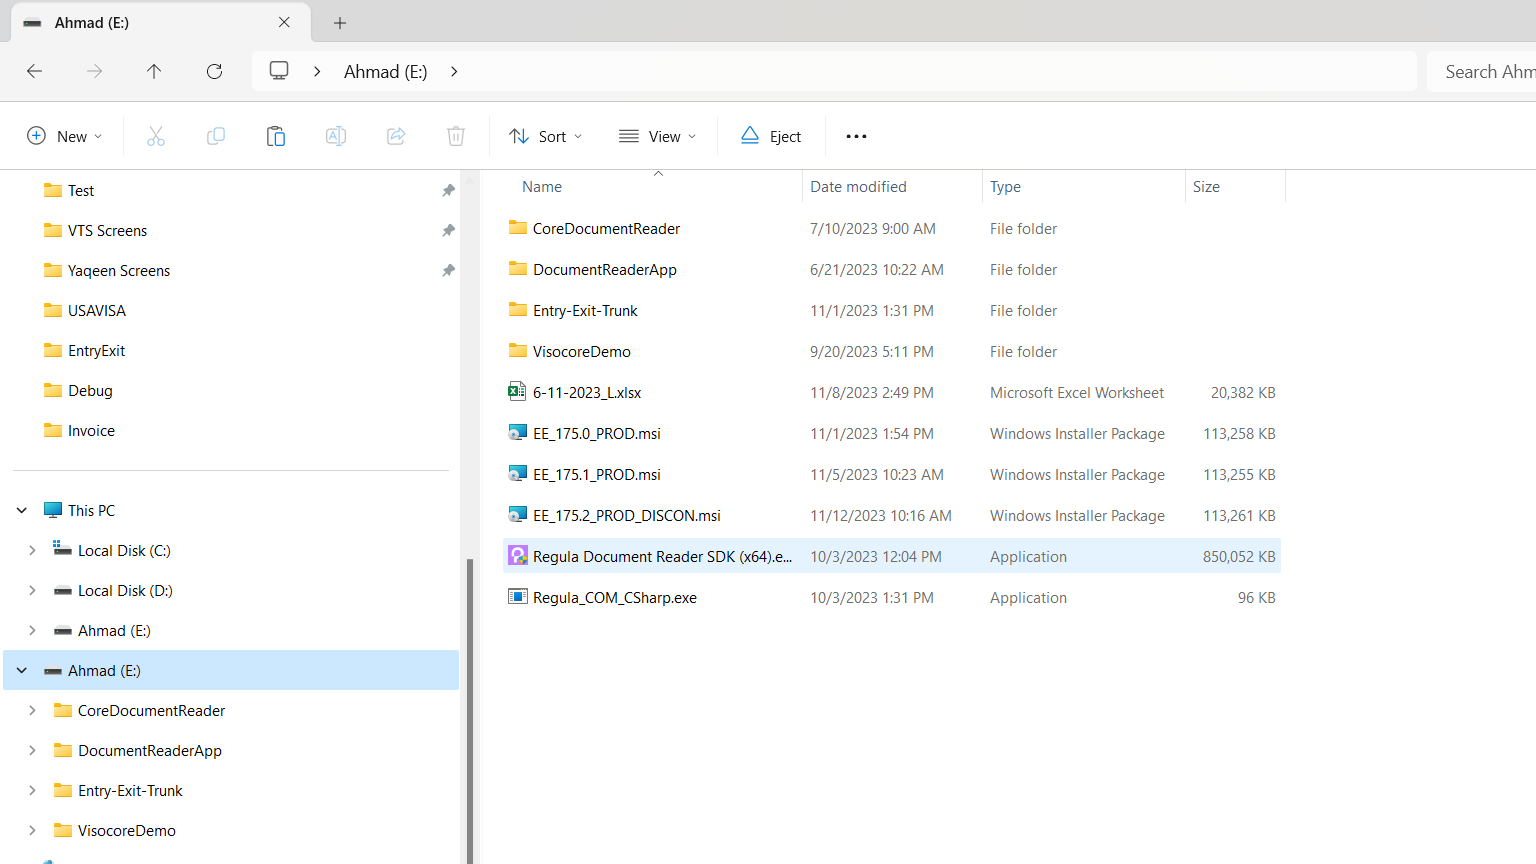 Ahmad (E:)
Ahmad (E:)
Search Ahm
New
Sort
View
Eject
Test
VTS Screens
Yaqeen Screens
USAVISA
EntryExit
Debug
Invoice
This PC
Local Disk (C:)
Local Disk (D:)
Ahmad (E:)
Ahmad (E:)
CoreDocumentReader
DocumentReaderApp
Entry-Exit-Trunk
VisocoreDemo
Name Date modified Type Size
CoreDocumentReader 7/10/2023 9:00 AM File folder
DocumentReaderApp 6/21/2023 10:22 AM File folder
Entry-Exit-Trunk 11/1/2023 1:31 PM File folder
VisocoreDemo 9/20/2023 5:11 PM File folder
6-11-2023_L.xlsx 11/8/2023 2:49 PM Microsoft Excel Worksheet 20,382 KB
EE_175.0_PROD.msi 11/1/2023 1:54 PM Windows Installer Package 113,258 KB
EE_175.1_PROD.msi 11/5/2023 10:23 AM Windows Installer Package 113,255 KB
EE_175.2_PROD_DISCON.msi 11/12/2023 10:16 AM Windows Installer Package 113,261 KB
Regula Document Reader SDK (x64).e... 10/3/2023 12:04 PM Application 850,052 KB
Regula_COM_CSharp.exe 10/3/2023 1:31 PM Application 96 KB